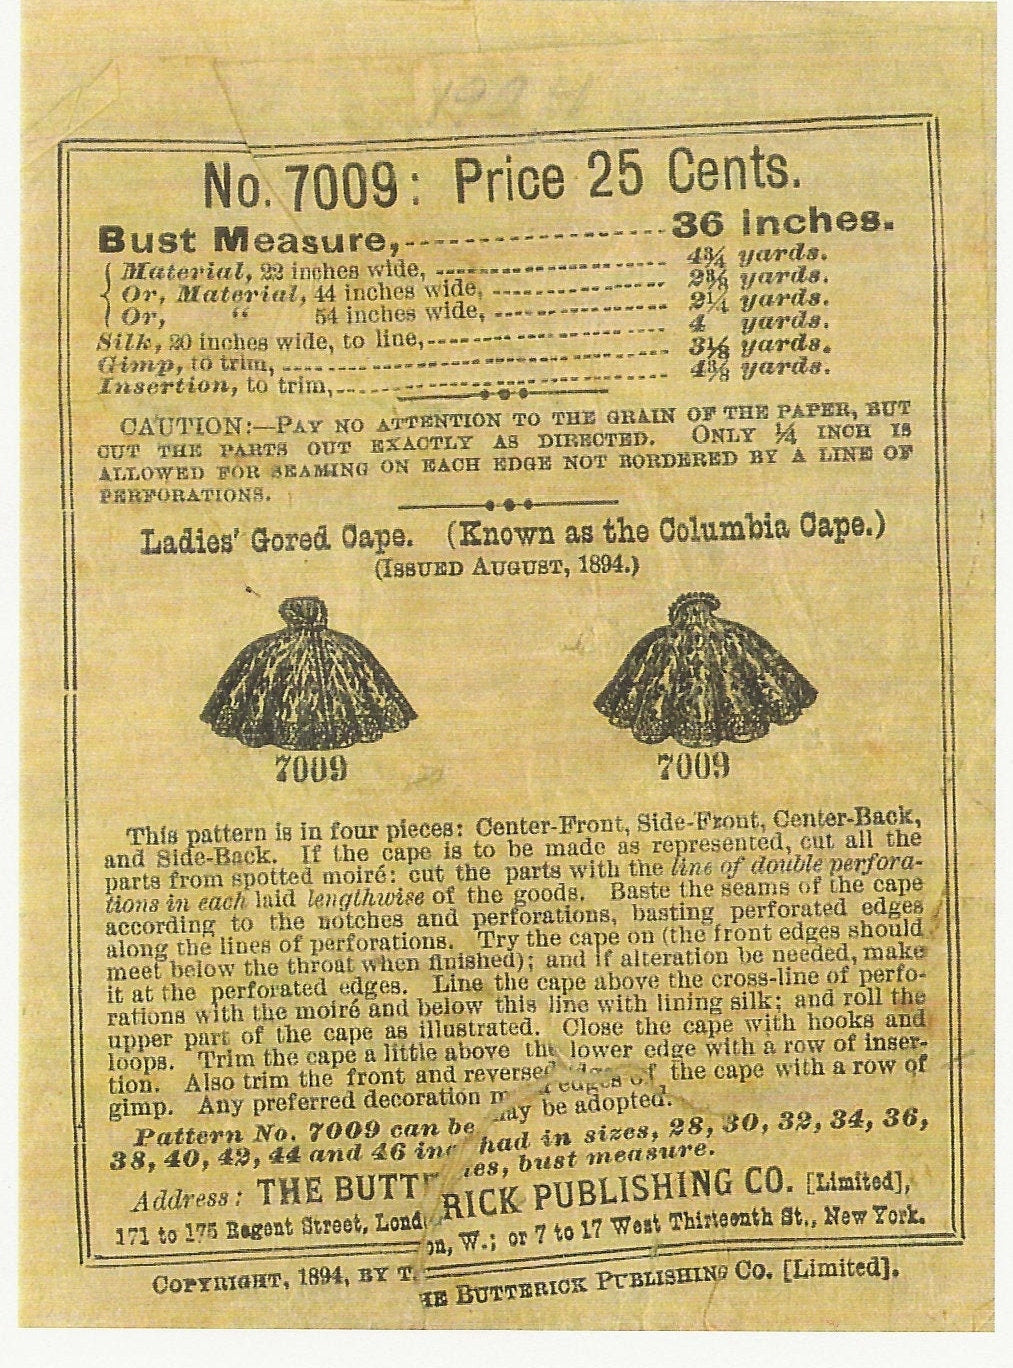 1894
No. 7009: Price 25 Cents.
Bust Measure, 36 inches.
Material, 22 inches wide, 4¾ yards.
Or, Material, 44 inches wide, 2⅜ yards.
Or, “ 54 inches wide, 2¼ yards.
Silk, 20 inches wide, to line, 4 yards.
Gimp, to trim, 3⅛ yards.
Insertion, to trim, 4⅜ yards.
CAUTION:—PAY NO ATTENTION TO THE GRAIN OF THE PAPER, BUT
CUT THE PARTS OUT EXACTLY AS DIRECTED. ONLY ¼ INCH IS
ALLOWED FOR SEAMING ON EACH EDGE NOT BORDERED BY A LINE OF
PERFORATIONS.
Ladies' Gored Cape. (Known as the Columbia Cape.)
(ISSUED AUGUST, 1894.)
7009 7009
This pattern is in four pieces: Center-Front, Side-Front, Center-Back,
and Side-Back. If the cape is to be made as represented, cut all the
parts from spotted moiré: cut the parts with the line of double perfora-
tions in each laid lengthwise of the goods. Baste the seams of the cape
according to the notches and perforations, basting perforated edges
along the lines of perforations. Try the cape on (the front edges should
meet below the throat when finished); and if alteration be needed, make
it at the perforated edges. Line the cape above the cross-line of perfo-
rations with the moiré and below this line with lining silk; and roll the
upper part of the cape as illustrated. Close the cape with hooks and
loops. Trim the cape a little above the lower edge with a row of inser-
tion. Also trim the front and reversed edges of the cape with a row of
gimp. Any preferred decoration may be adopted.
Pattern No. 7009 can be had in sizes, 28, 30, 32, 34, 36,
38, 40, 42, 44 and 46 inches, bust measure.
Address: THE BUTTERICK PUBLISHING CO. [Limited],
171 to 175 Regent Street, London, W.; or 7 to 17 West Thirteenth St., New York.
COPYRIGHT, 1894, BY THE BUTTERICK PUBLISHING CO. [Limited].